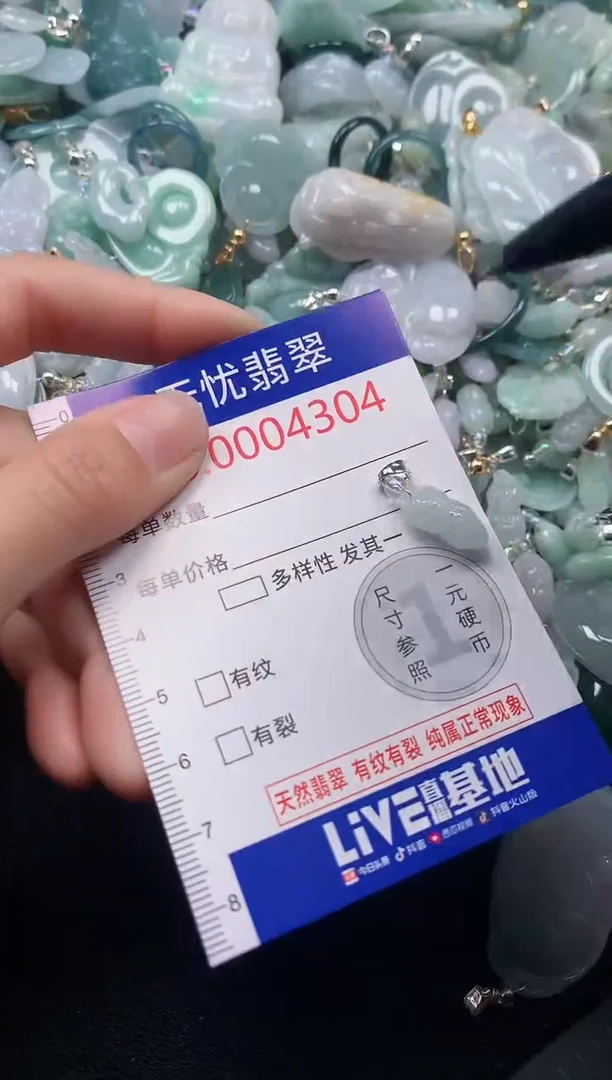 无忧翡翠
.0004304
每单数量
每单价格
多样性 发其一
一元硬币
尺寸参照
1
有纹
有裂
天然翡翠 有纹有裂 纯属正常现象
LiVE直播基地
今日头条 抖音 西瓜视频 抖音火山版
0
3
4
5
6
7
8